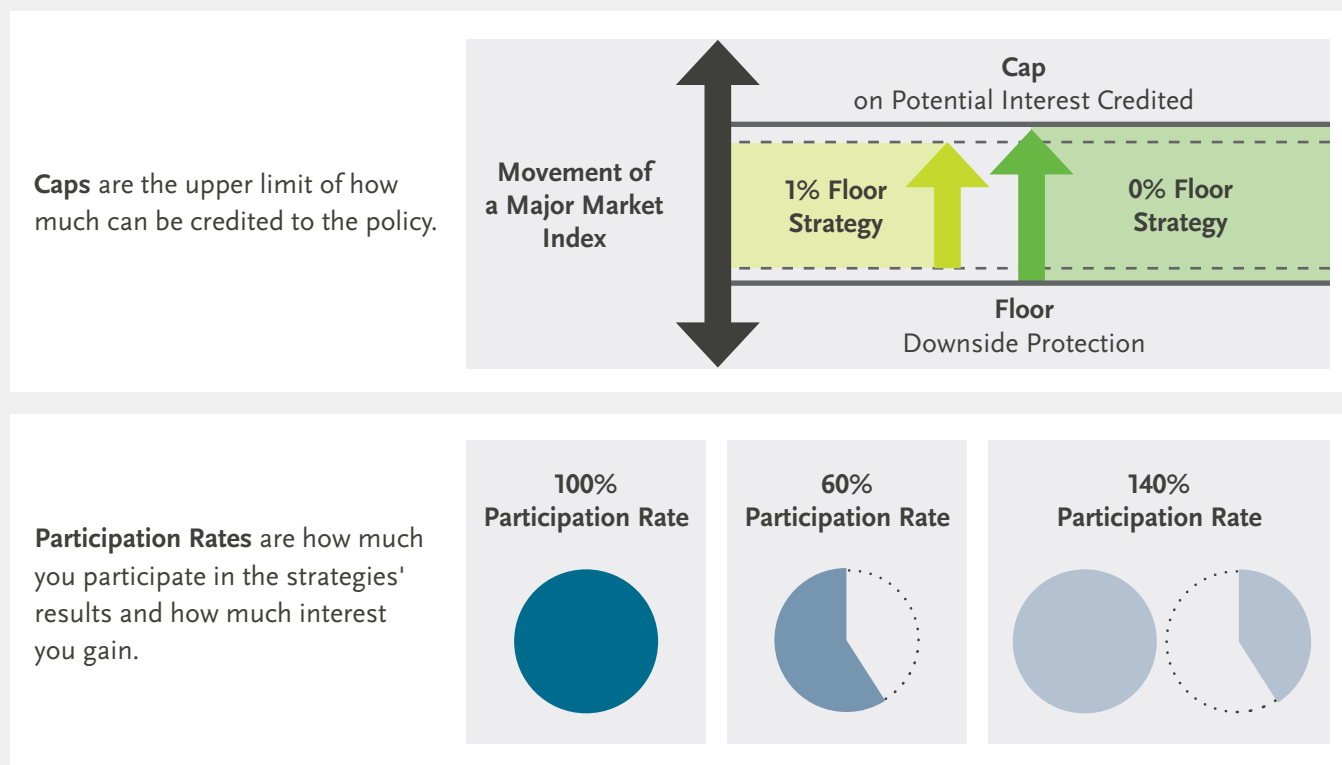 Caps are the upper limit of how
much can be credited to the policy.
Movement of
a Major Market
Index
Cap
on Potential Interest Credited
1% Floor
Strategy
0% Floor
Strategy
Floor
Downside Protection
Participation Rates are how much
you participate in the strategies'
results and how much interest
you gain.
100%
Participation Rate
60%
Participation Rate
140%
Participation Rate